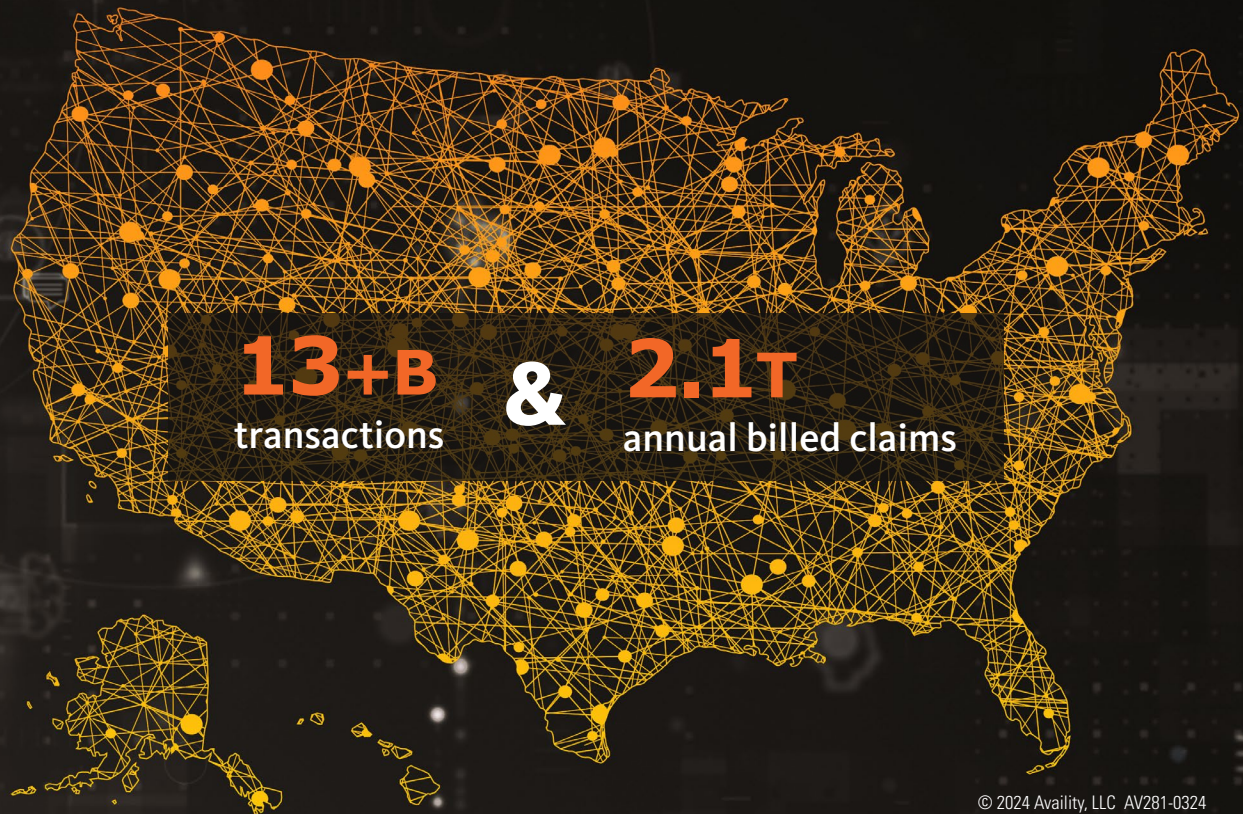 13+B
transactions
&
2.1T
annual billed claims
© 2024 Availity, LLC AV281-0324